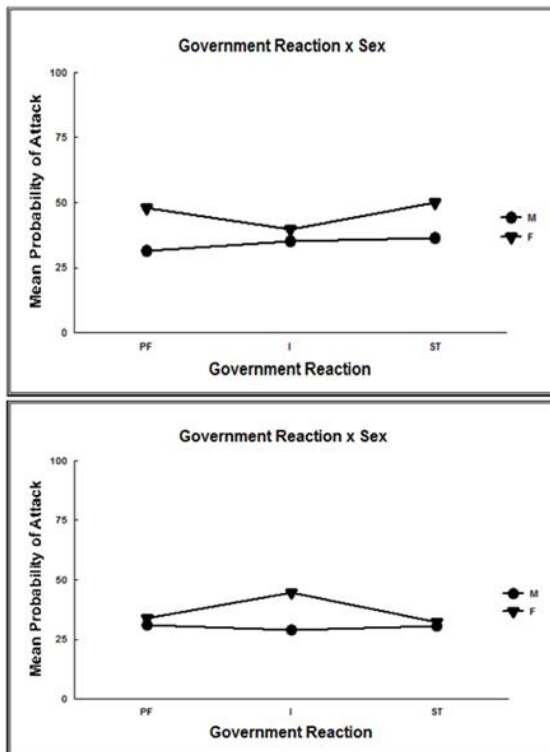 Government Reaction x Sex
Mean Probability of Attack
100
75
50
25
0
PF
I
ST
M
F
Government Reaction
Government Reaction x Sex
Mean Probability of Attack
100
75
50
25
0
PF
I
ST
M
F
Government Reaction